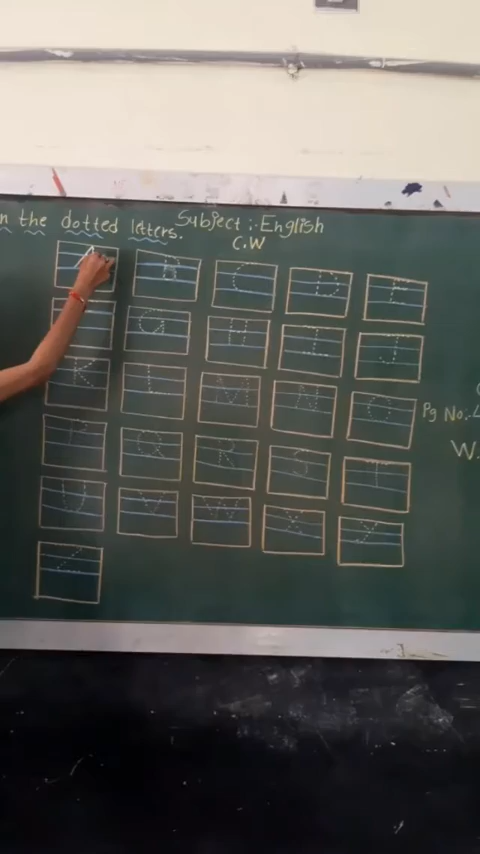 n the dotted letters.
Subject :- English
C.W
A B C D E
G H I J
K L M N O
P Q R S T
U V W X Y
Z
Pg No.:
W.